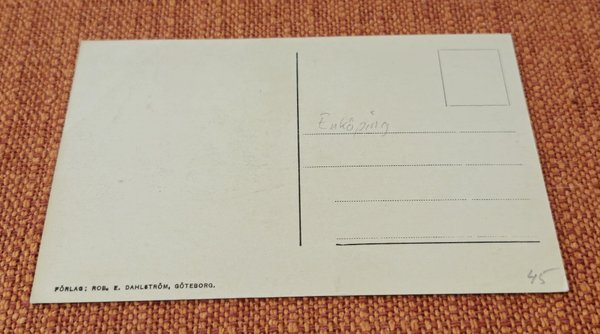 Enköping
FÖRLAG; ROB. E. DAHLSTRÖM, GÖTEBORG.
45